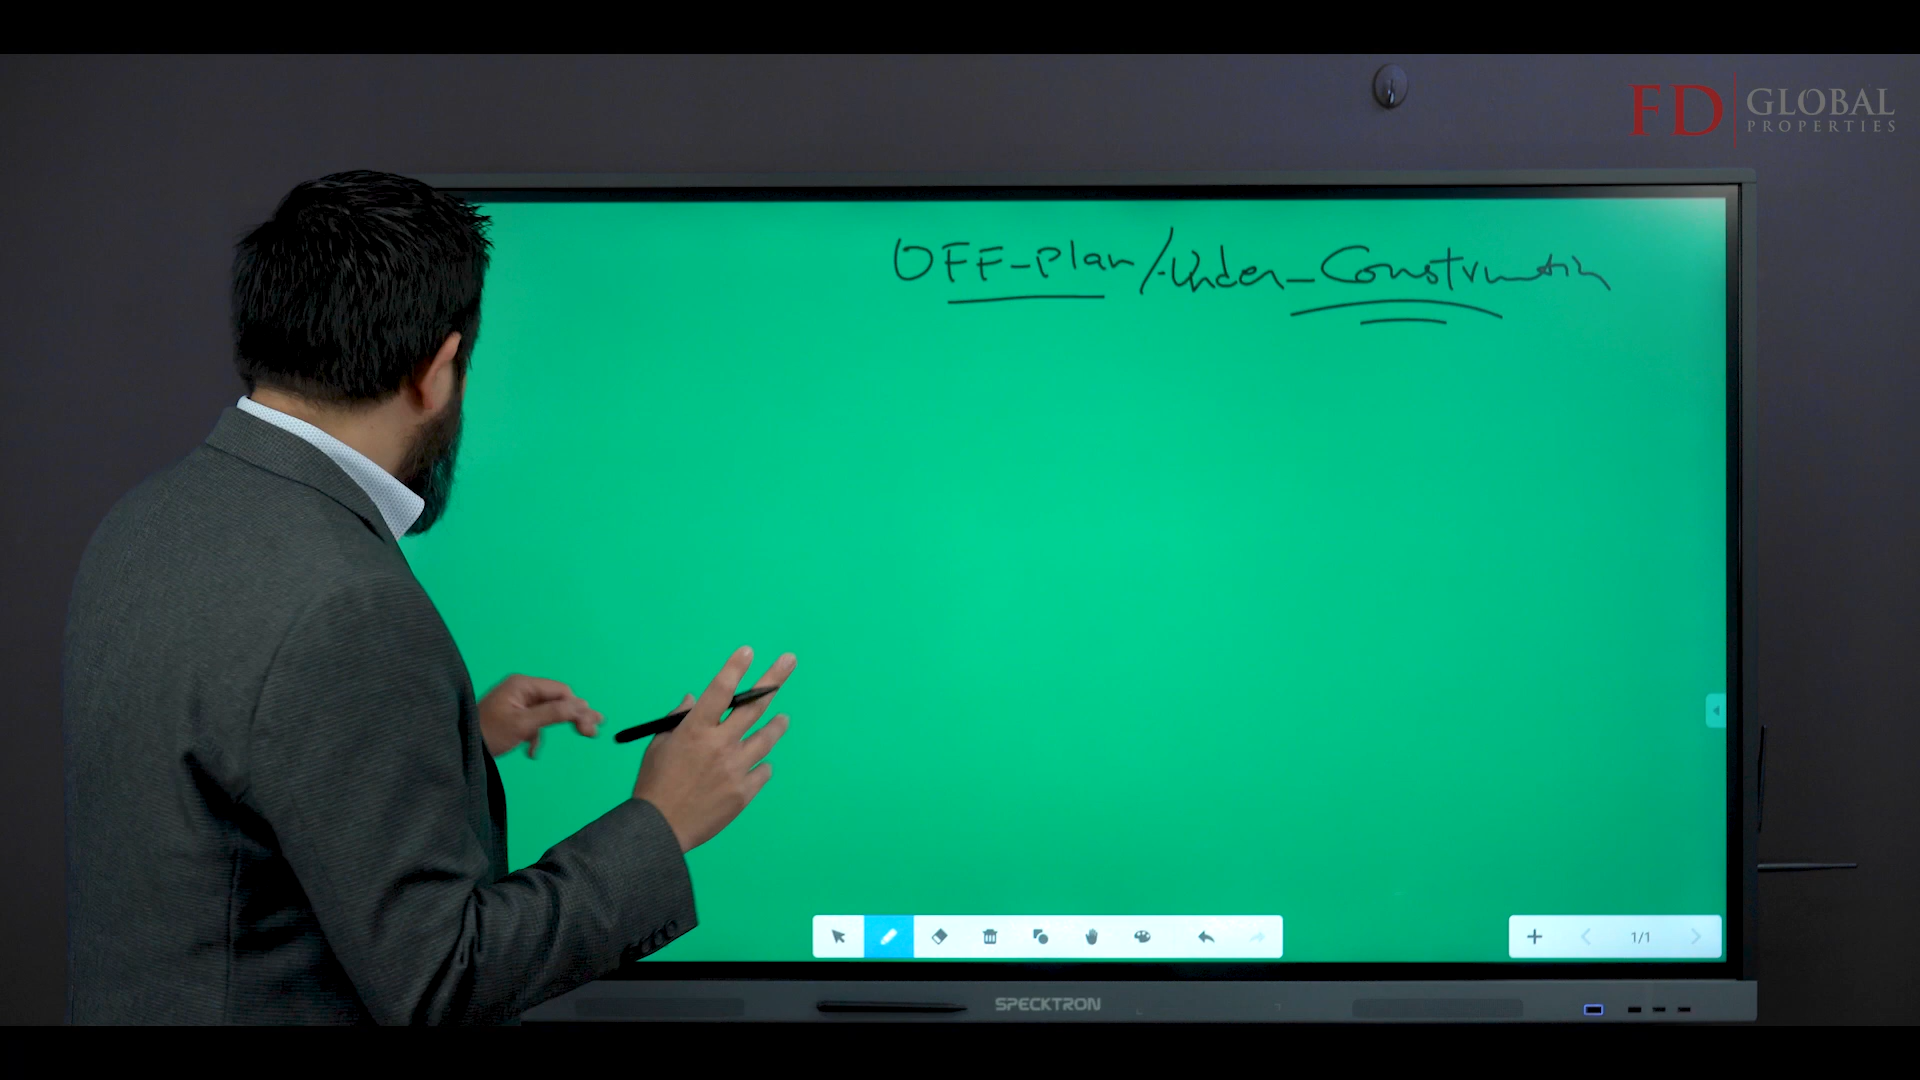 FD GLOBAL
PROPERTIES
OFF-Plan/Under-Construction
1/1
SPECKTRON